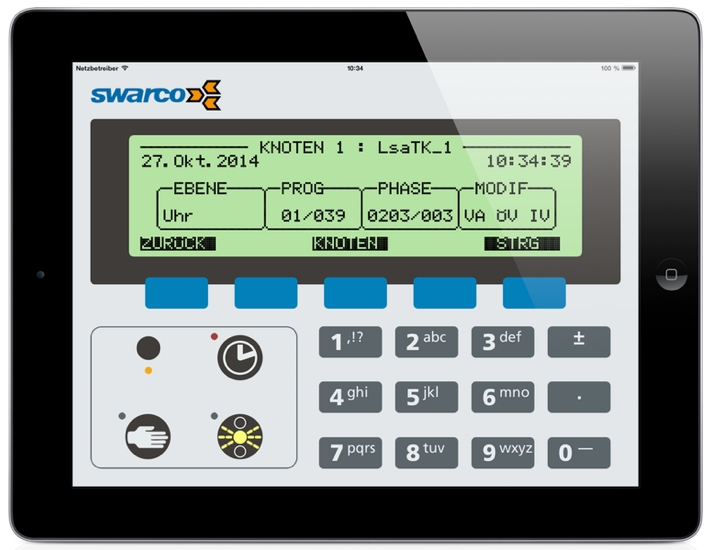 Netzbetreiber 10:34 100 %
swarco
KNOTEN 1 : LsaTK_1
27.Okt.2014 10:34:39
EBENE PROG PHASE MODIF
Uhr 01/039 0203/003 VA ÖV IV
ZURÜCK KNOTEN STRG
1 ,!? 2 abc 3 def ±
4 ghi 5 jkl 6 mno .
7 pqrs 8 tuv 9 wxyz 0 —